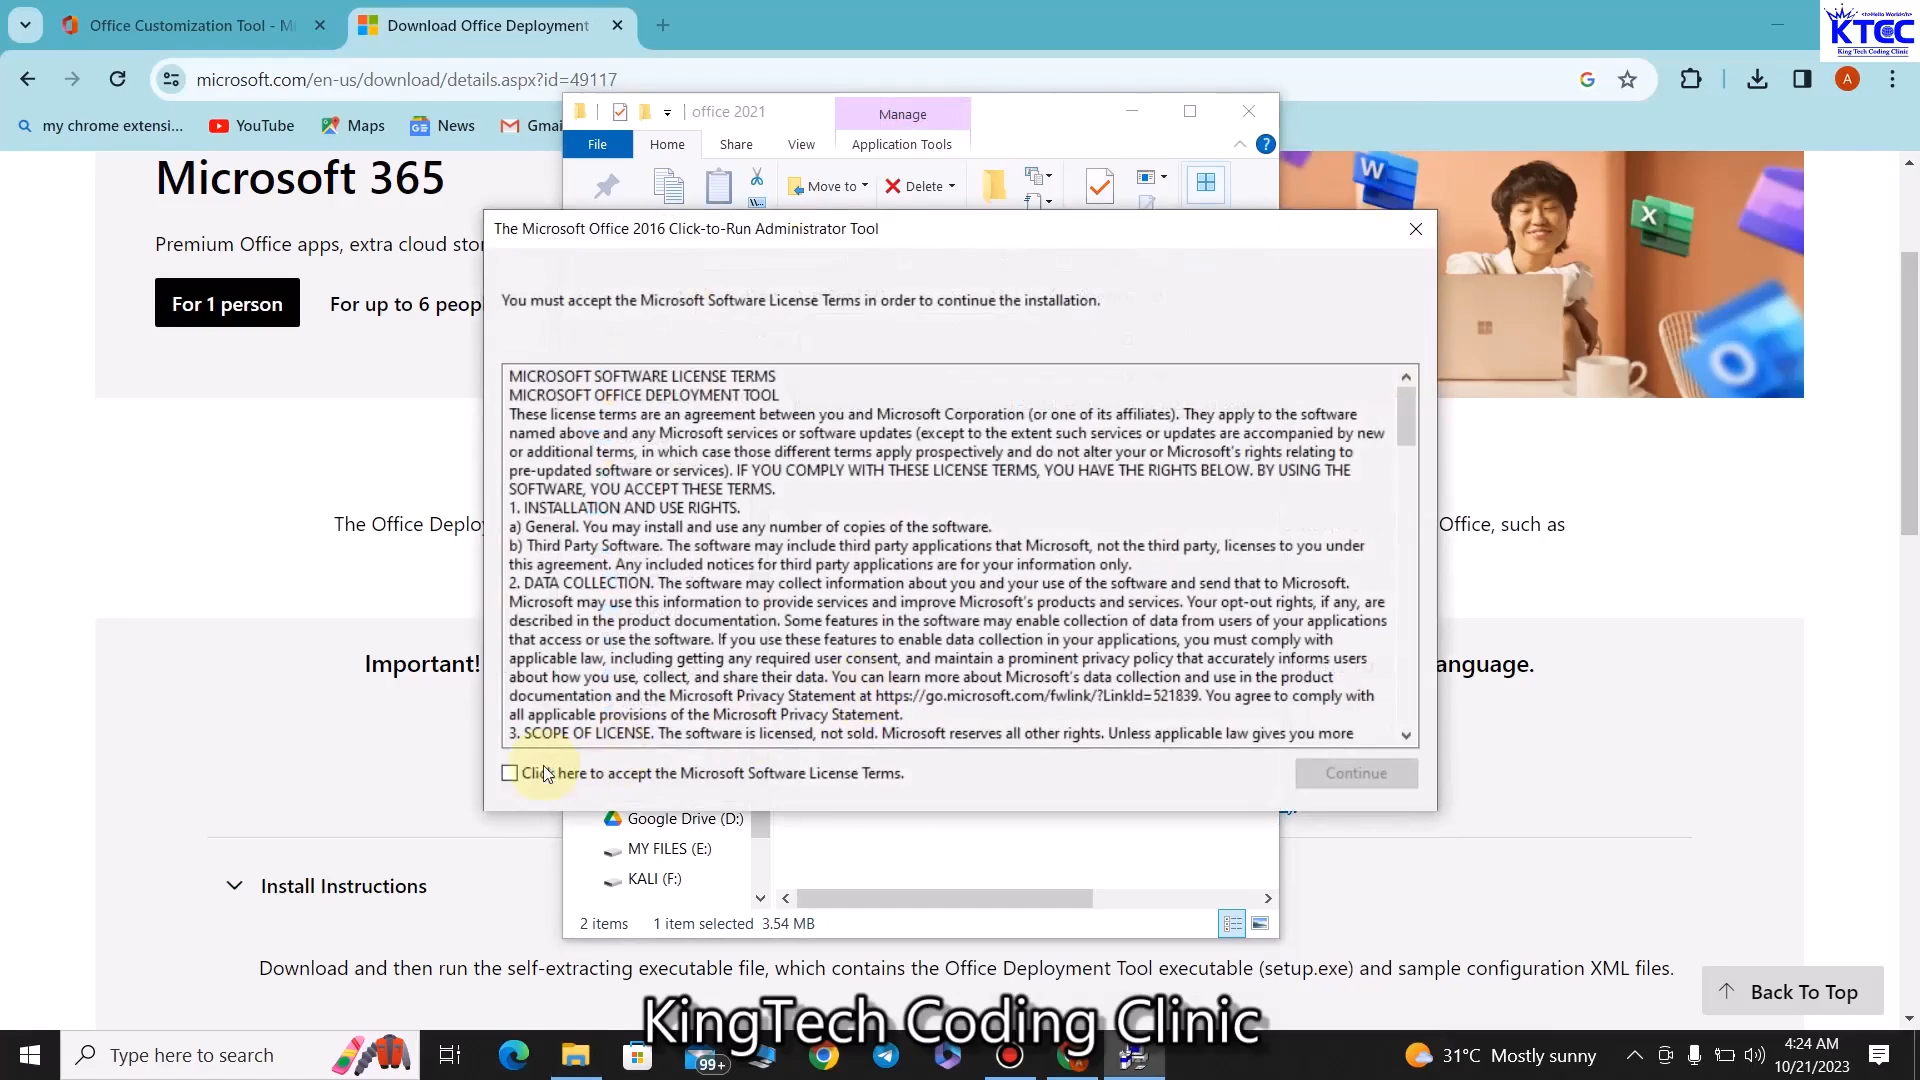 Office Customization Tool - Mi
Download Office Deployment
<Hello World/>
KTCC
King Tech Coding Clinic
microsoft.com/en-us/download/details.aspx?id=49117
A
my chrome extensi...
YouTube
Maps
News
Gmai
office 2021
Manage
File
Home
Share
View
Application Tools
Move to
Delete
Microsoft 365
Premium Office apps, extra cloud stor
For 1 person
For up to 6 peopl
The Microsoft Office 2016 Click-to-Run Administrator Tool
You must accept the Microsoft Software License Terms in order to continue the installation.
MICROSOFT SOFTWARE LICENSE TERMS
MICROSOFT OFFICE DEPLOYMENT TOOL
These license terms are an agreement between you and Microsoft Corporation (or one of its affiliates). They apply to the software
named above and any Microsoft services or software updates (except to the extent such services or updates are accompanied by new
or additional terms, in which case those different terms apply prospectively and do not alter your or Microsoft's rights relating to
pre-updated software or services). IF YOU COMPLY WITH THESE LICENSE TERMS, YOU HAVE THE RIGHTS BELOW. BY USING THE
SOFTWARE, YOU ACCEPT THESE TERMS.
1. INSTALLATION AND USE RIGHTS.
a) General. You may install and use any number of copies of the software.
b) Third Party Software. The software may include third party applications that Microsoft, not the third party, licenses to you under
this agreement. Any included notices for third party applications are for your information only.
2. DATA COLLECTION. The software may collect information about you and your use of the software and send that to Microsoft.
Microsoft may use this information to provide services and improve Microsoft's products and services. Your opt-out rights, if any, are
described in the product documentation. Some features in the software may enable collection of data from users of your applications
that access or use the software. If you use these features to enable data collection in your applications, you must comply with
applicable law, including getting any required user consent, and maintain a prominent privacy policy that accurately informs users
about how you use, collect, and share their data. You can learn more about Microsoft's data collection and use in the product
documentation and the Microsoft Privacy Statement at https://go.microsoft.com/fwlink/?LinkId=521839. You agree to comply with
all applicable provisions of the Microsoft Privacy Statement.
3. SCOPE OF LICENSE. The software is licensed, not sold. Microsoft reserves all other rights. Unless applicable law gives you more
Click here to accept the Microsoft Software License Terms.
Continue
The Office Deploy
Office, such as
Important!
anguage.
Google Drive (D:)
MY FILES (E:)
KALI (F:)
2 items 1 item selected 3.54 MB
Install Instructions
Download and then run the self-extracting executable file, which contains the Office Deployment Tool executable (setup.exe) and sample configuration XML files.
Back To Top
KingTech Coding Clinic
Type here to search
99+
31°C Mostly sunny
4:24 AM
10/21/2023